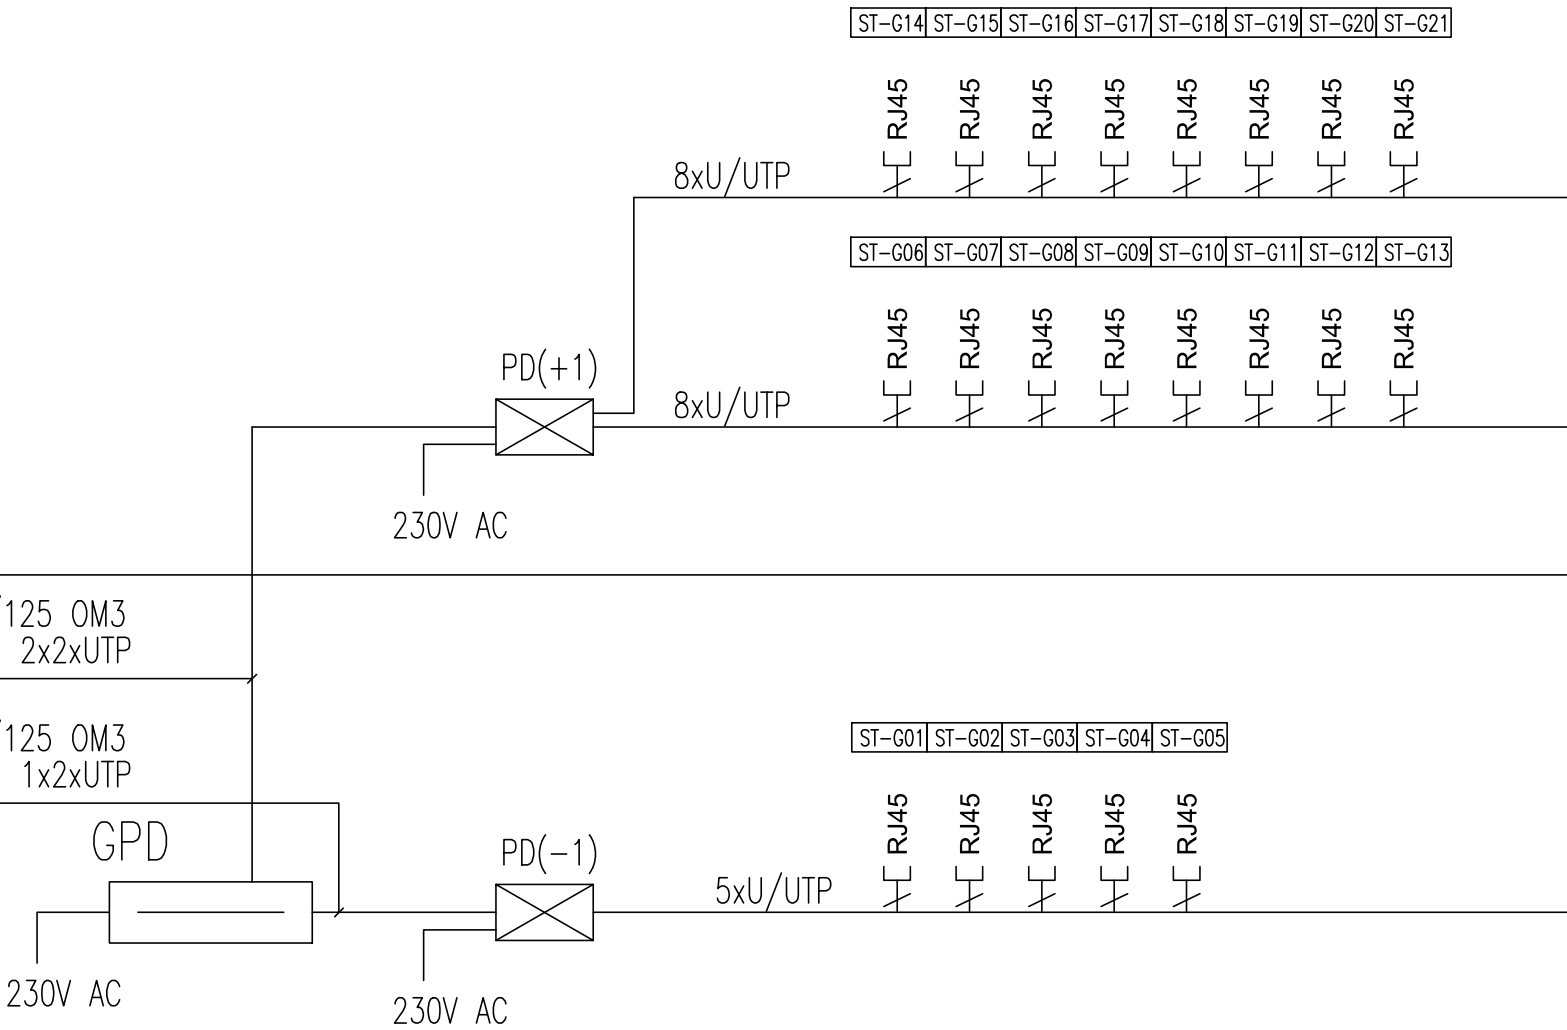 ST-G14 ST-G15 ST-G16 ST-G17 ST-G18 ST-G19 ST-G20 ST-G21
RJ45 RJ45 RJ45 RJ45 RJ45 RJ45 RJ45 RJ45
8xU/UTP
ST-G06 ST-G07 ST-G08 ST-G09 ST-G10 ST-G11 ST-G12 ST-G13
RJ45 RJ45 RJ45 RJ45 RJ45 RJ45 RJ45 RJ45
PD(+1)
8xU/UTP
230V AC
/125 OM3
2x2xUTP
/125 OM3
1x2xUTP
ST-G01 ST-G02 ST-G03 ST-G04 ST-G05
RJ45 RJ45 RJ45 RJ45 RJ45
GPD
PD(-1)
5xU/UTP
230V AC
230V AC